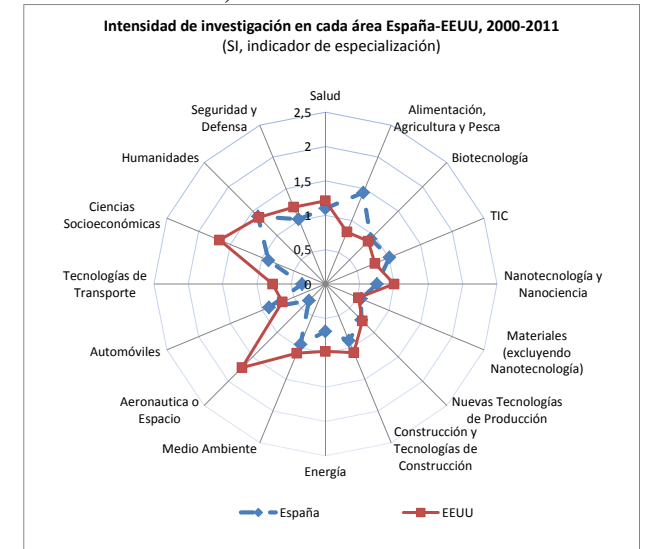 Intensidad de investigación en cada área España-EEUU, 2000-2011
(SI, indicador de especialización)
Salud
Alimentación,
Agricultura y Pesca
Biotecnología
TIC
Nanotecnología y
Nanociencia
Materiales
(excluyendo
Nanotecnología)
Nuevas Tecnologías
de Producción
Construcción y
Tecnologías de
Construcción
Energía
Medio Ambiente
Aeronautica o
Espacio
Automóviles
Tecnologías de
Transporte
Ciencias
Socioeconómicas
Humanidades
Seguridad y
Defensa
2,5
2
1,5
1
0,5
0
España
EEUU